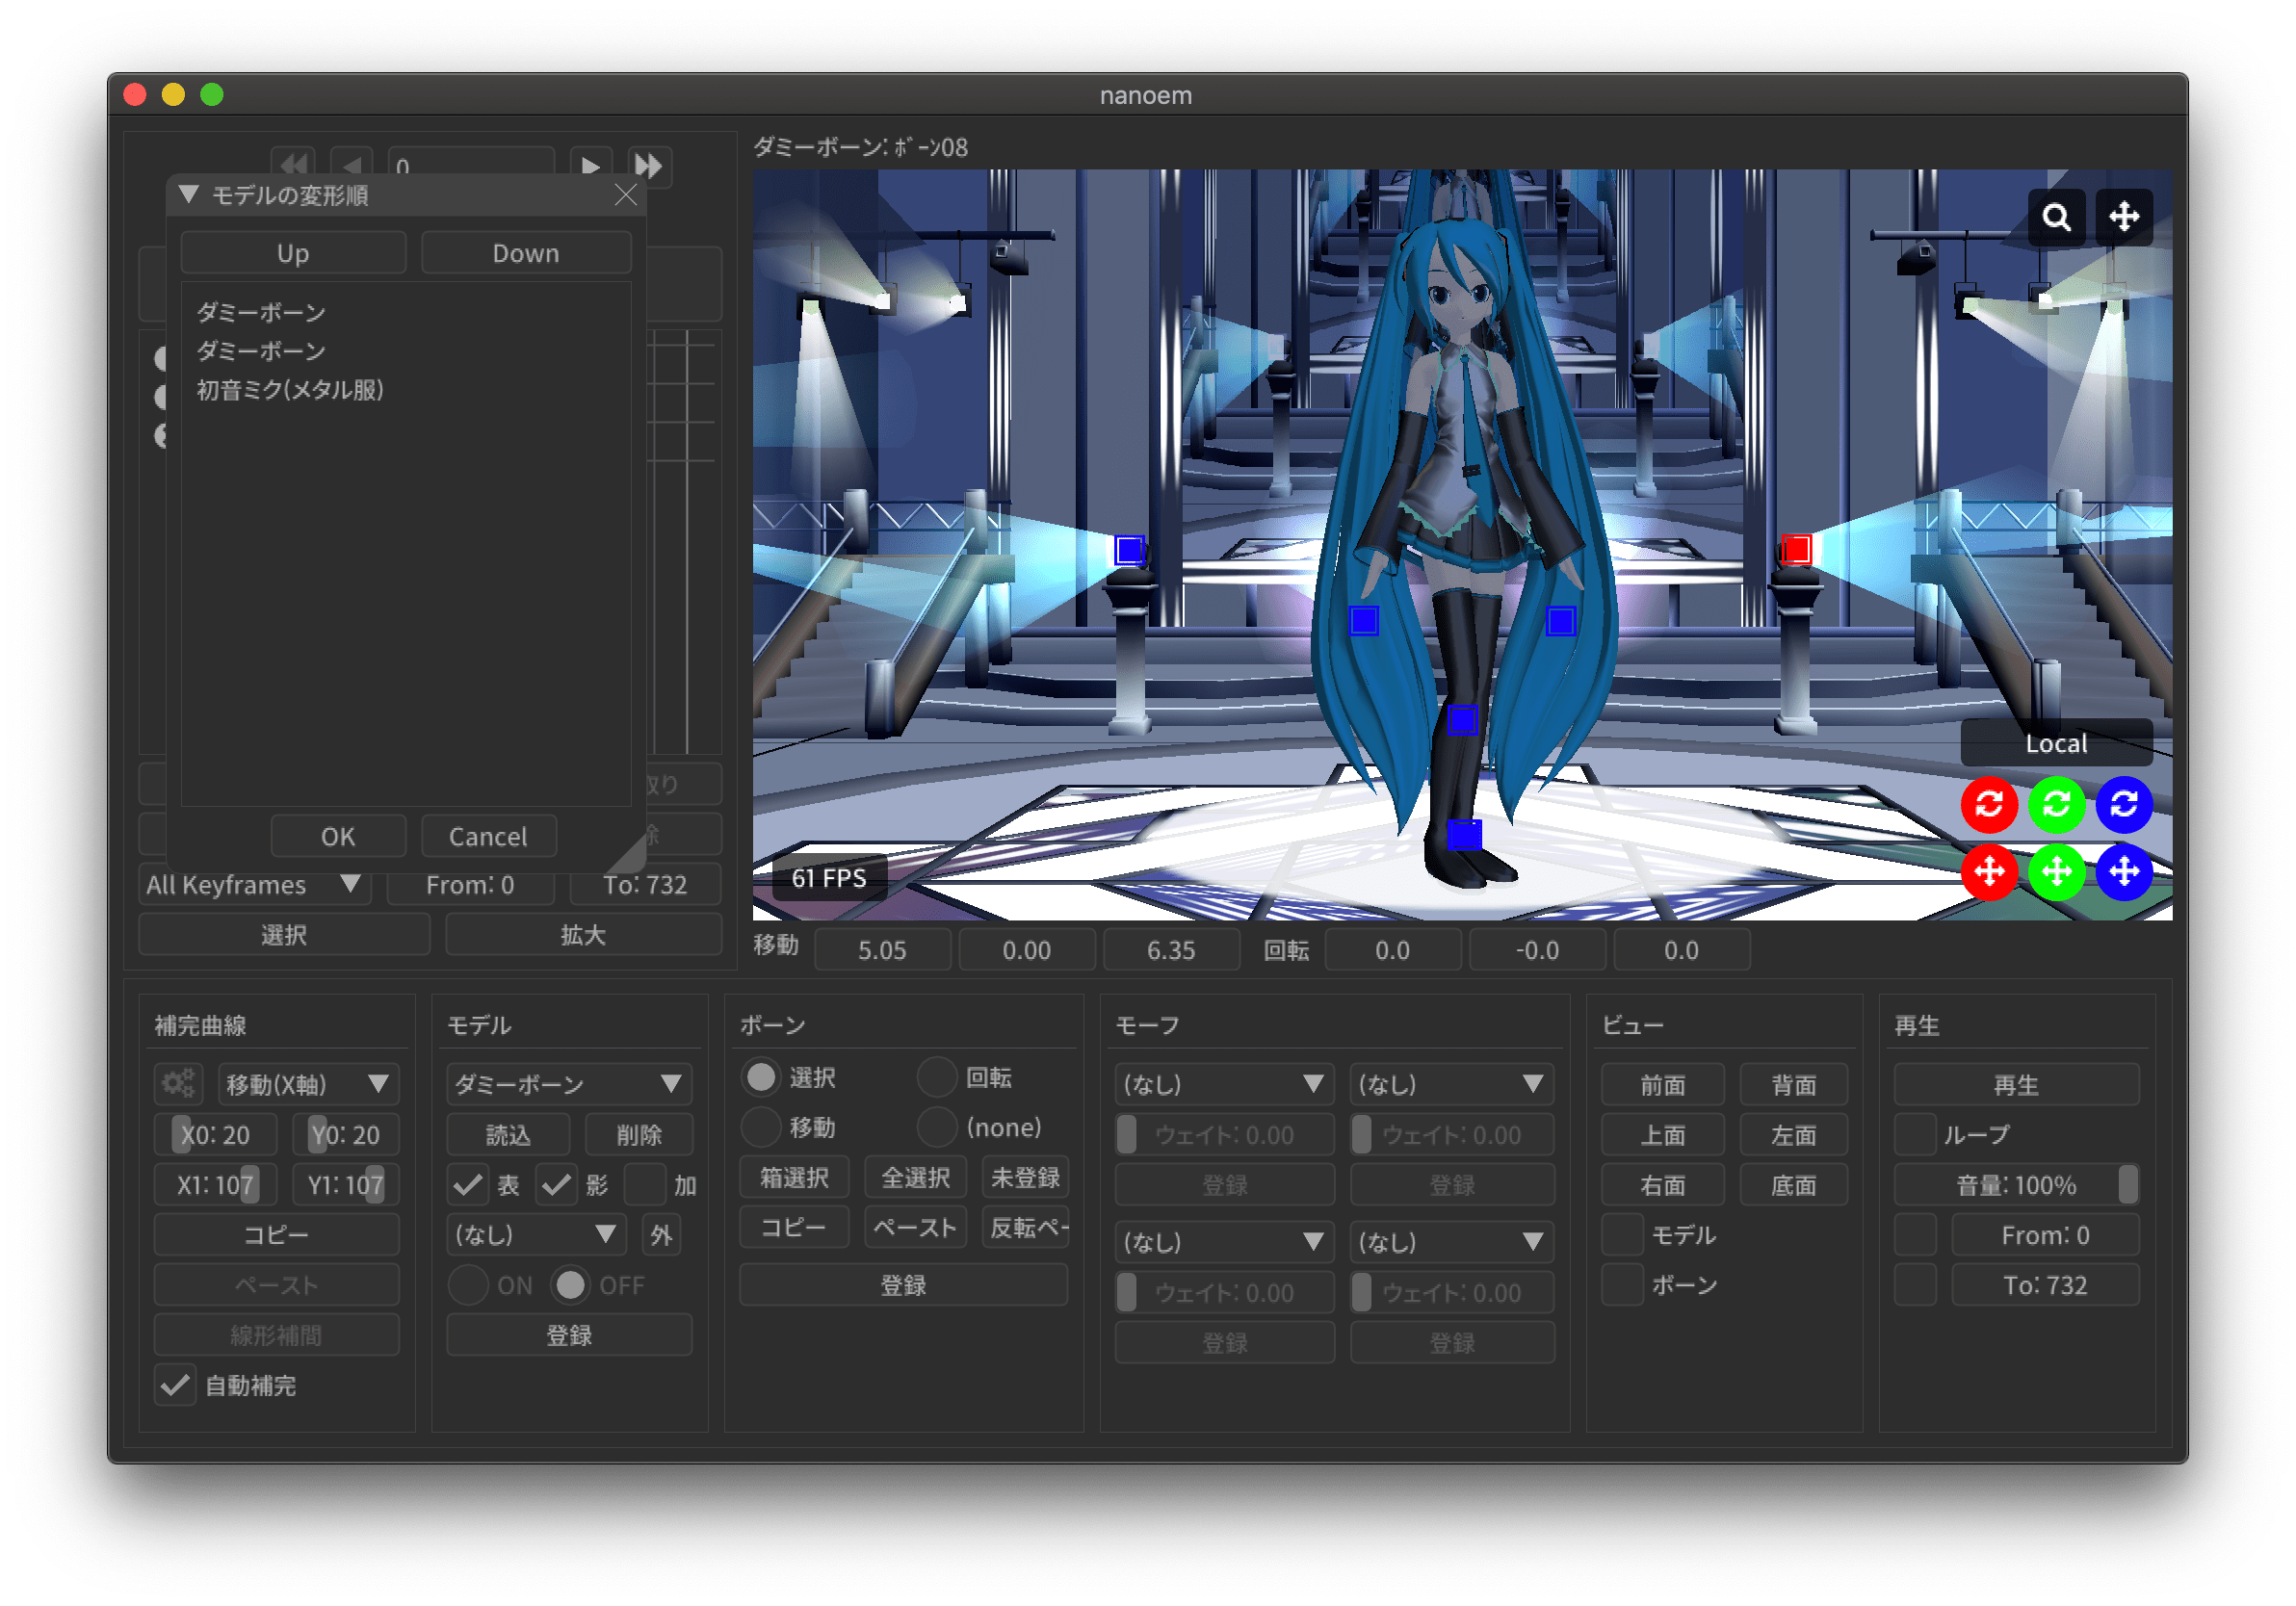 nanoem
0
ダミーボーン: ﾎﾞｰﾝ08
モデルの変形順
Up Down
ダミーボーン
ダミーボーン
初音ミク(メタル服)
取り
除
OK Cancel
All Keyframes From: 0 To: 732
選択 拡大
Local
61 FPS
移動 5.05 0.00 6.35 回転 0.0 -0.0 0.0
補完曲線
移動(X軸)
X0: 20 Y0: 20
X1: 107 Y1: 107
コピー
ペースト
線形補間
自動補完
モデル
ダミーボーン
読込 削除
表 影 加
(なし) 外
ON OFF
登録
ボーン
選択 回転
移動 (none)
箱選択 全選択 未登録
コピー ペースト 反転ペー
登録
モーフ
(なし) (なし)
ウェイト: 0.00 ウェイト: 0.00
登録 登録
(なし) (なし)
ウェイト: 0.00 ウェイト: 0.00
登録 登録
ビュー
前面 背面
上面 左面
右面 底面
モデル
ボーン
再生
再生
ループ
音量: 100%
From: 0
To: 732